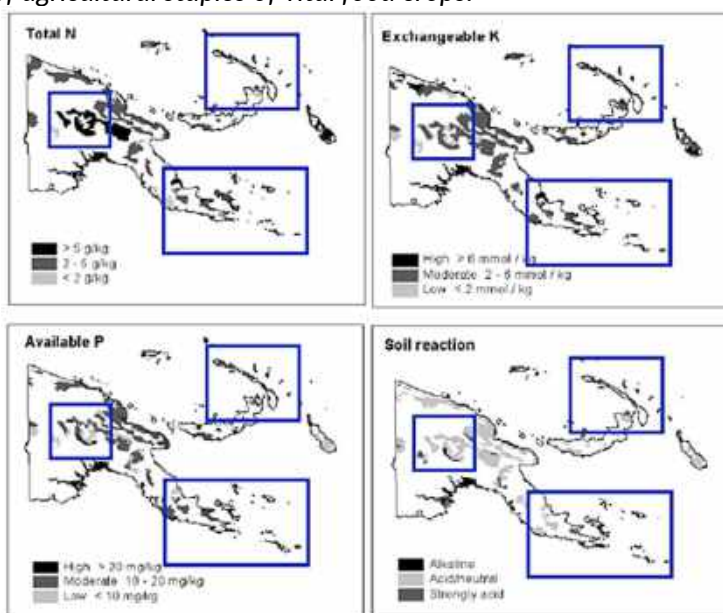 agricultural staples of vital food crops.
Total N
> 5 g/kg
2 - 5 g/kg
< 2 g/kg
Exchangeable K
High > 6 mmol / kg
Moderate 2 - 6 mmol / kg
Low < 2 mmol / kg
Available P
High > 20 mg/kg
Moderate 10 - 20 mg/kg
Low < 10 mg/kg
Soil reaction
Alkaline
Acid/neutral
Strongly acid